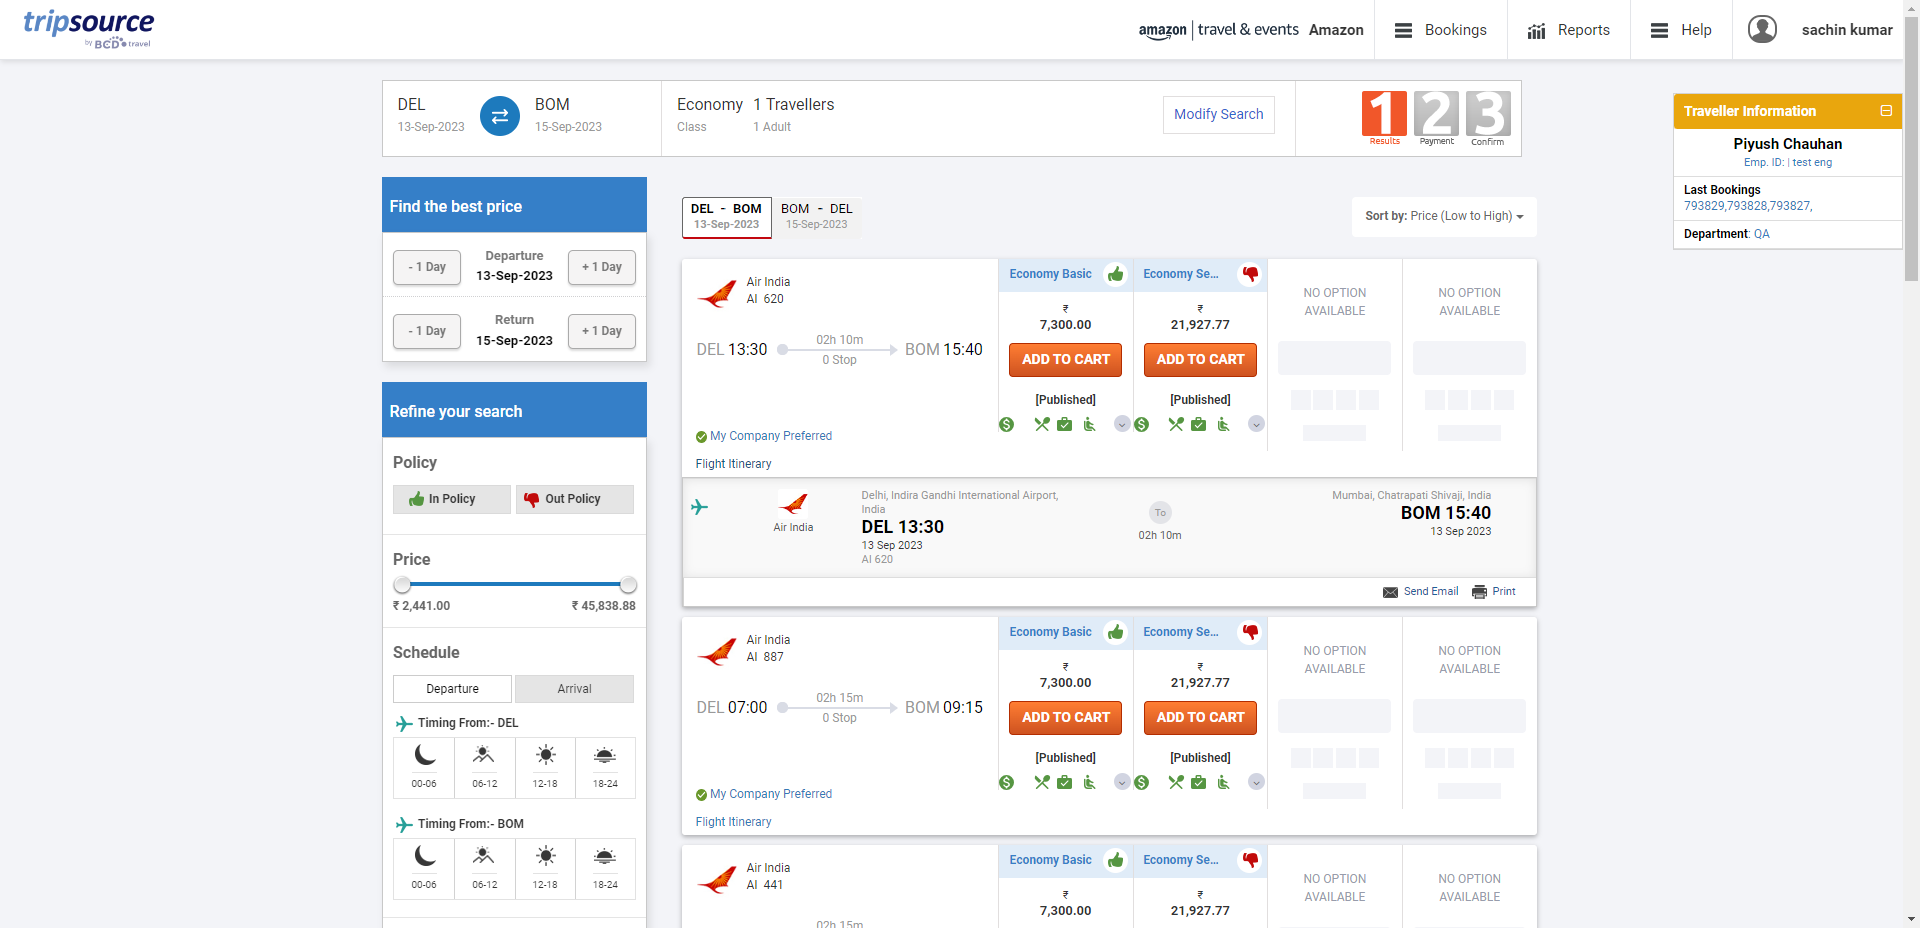 tripsource
by BCD travel
amazon | travel & events Amazon
Bookings
Reports
Help
sachin kumar
DEL
13-Sep-2023
BOM
15-Sep-2023
Economy
Class
1 Travellers
1 Adult
Modify Search
1 2 3
Results Payment Confirm
Traveller Information
Piyush Chauhan
Emp. ID: | test eng
Last Bookings
793829,793828,793827,
Department: QA
Find the best price
- 1 Day
Departure
13-Sep-2023
+ 1 Day
- 1 Day
Return
15-Sep-2023
+ 1 Day
Refine your search
Policy
In Policy
Out Policy
Price
₹ 2,441.00
₹ 45,838.88
Schedule
Departure
Arrival
Timing From:- DEL
00-06
06-12
12-18
18-24
Timing From:- BOM
00-06
06-12
12-18
18-24
DEL - BOM
13-Sep-2023
BOM - DEL
15-Sep-2023
Sort by: Price (Low to High)
Air India
AI 620
DEL 13:30
02h 10m
0 Stop
BOM 15:40
My Company Preferred
Flight Itinerary
Economy Basic
₹
7,300.00
ADD TO CART
[Published]
Economy Se...
₹
21,927.77
ADD TO CART
[Published]
NO OPTION
AVAILABLE
NO OPTION
AVAILABLE
Air India
Delhi, Indira Gandhi International Airport,
India
DEL 13:30
13 Sep 2023
AI 620
To
02h 10m
Mumbai, Chatrapati Shivaji, India
BOM 15:40
13 Sep 2023
Send Email
Print
Air India
AI 887
DEL 07:00
02h 15m
0 Stop
BOM 09:15
My Company Preferred
Flight Itinerary
Economy Basic
₹
7,300.00
ADD TO CART
[Published]
Economy Se...
₹
21,927.77
ADD TO CART
[Published]
NO OPTION
AVAILABLE
NO OPTION
AVAILABLE
Air India
AI 441
02h 15m
Economy Basic
₹
7,300.00
Economy Se...
₹
21,927.77
NO OPTION
AVAILABLE
NO OPTION
AVAILABLE